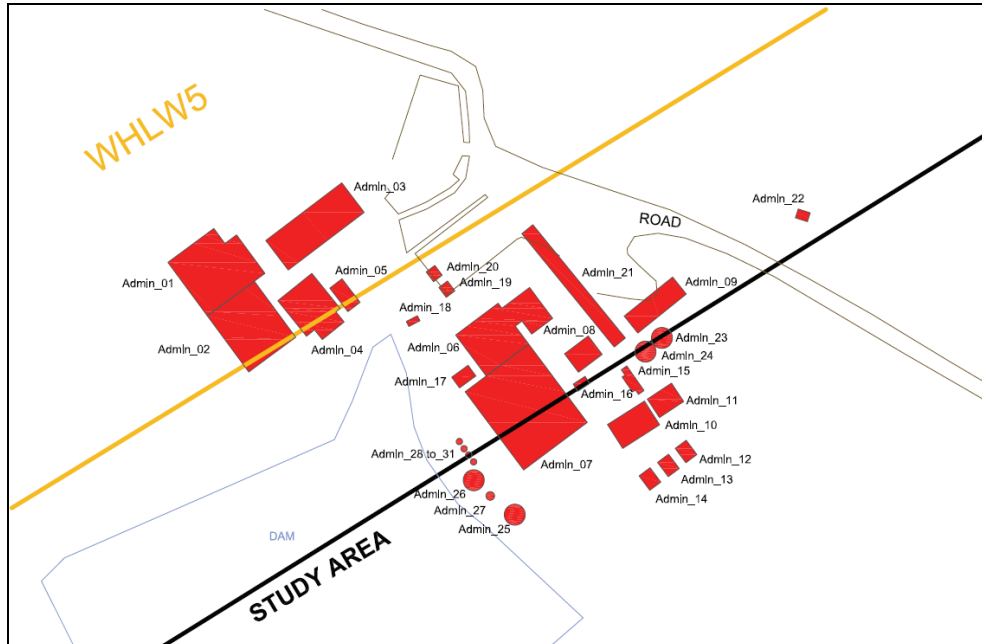 WHLW5
AdmIn_03
AdmIn_22
ROAD
Admin_01
Admin_05
AdmIn_20
AdmIn_19
AdmIn_21
AdmIn_09
Admin_18
AdmIn_02
AdmIn_04
AdmIn_06
Admin_08
AdmIn_23
AdmIn_24
AdmIn_17
Admin_15
Admin_16
AdmIn_11
AdmIn_10
AdmIn_28 to_31
AdmIn_07
AdmIn_12
AdmIn_13
Admin_14
AdmIn_26
AdmIn_27
Admin_25
DAM
STUDY AREA